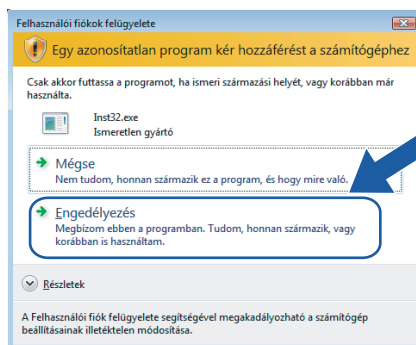 Felhasználói fiókok felügyelete
Egy azonosítatlan program kér hozzáférést a számítógéphez
Csak akkor futtassa a programot, ha ismeri származási helyét, vagy korábban már
használta.
Inst32.exe
Ismeretlen gyártó
Mégse
Nem tudom, honnan származik ez a program, és hogy mire való.
Engedélyezés
Megbízom ebben a programban. Tudom, honnan származik, vagy
korábban is használtam.
Részletek
A Felhasználói fiók felügyelete segítségével megakadályozható a számítógép
beállításainak illetéktelen módosítása.